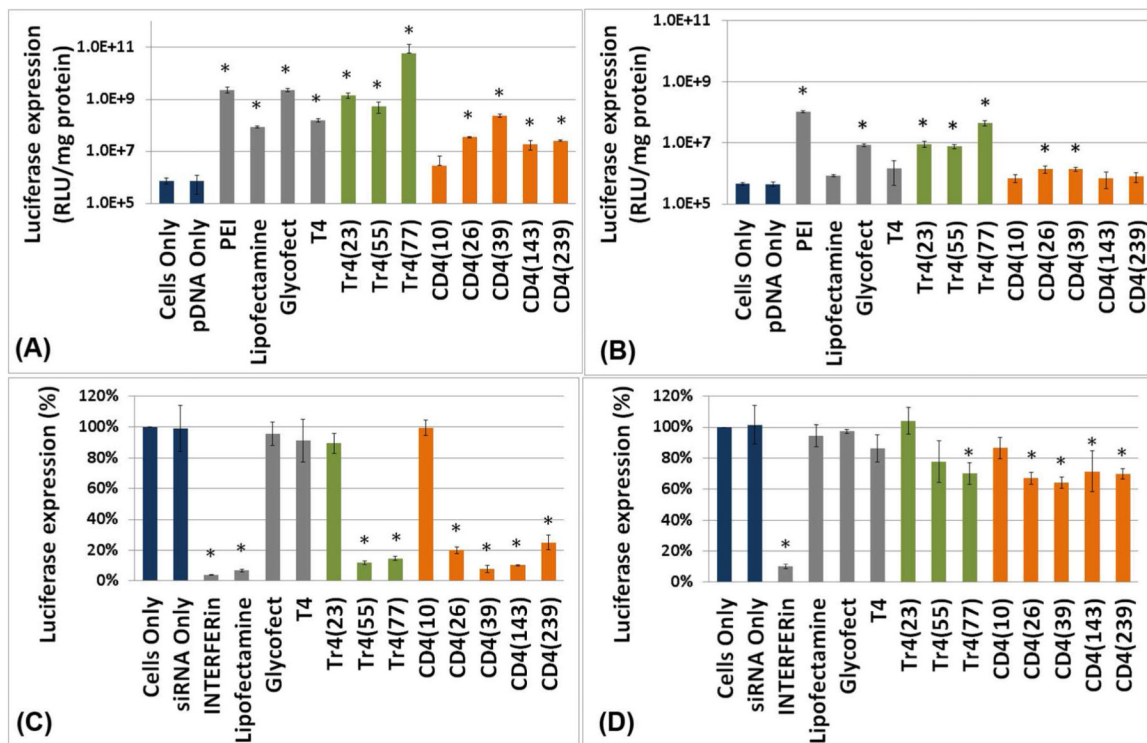 Luciferase expression
(RLU/mg protein)
1.0E+11
1.0E+9
1.0E+7
1.0E+5
* * * * * * * * * * *
Cells Only
pDNA Only
PEI
Lipofectamine
Glycofect
T4
Tr4(23)
Tr4(55)
Tr4(77)
CD4(10)
CD4(26)
CD4(39)
CD4(143)
CD4(239)
(A)
Luciferase expression
(RLU/mg protein)
1.0E+11
1.0E+9
1.0E+7
1.0E+5
* * * * * * *
Cells Only
pDNA Only
PEI
Lipofectamine
Glycofect
T4
Tr4(23)
Tr4(55)
Tr4(77)
CD4(10)
CD4(26)
CD4(39)
CD4(143)
CD4(239)
(B)
Luciferase expression (%)
120%
100%
80%
60%
40%
20%
0%
* * * * * * * *
Cells Only
siRNA Only
INTERFERin
Lipofectamine
Glycofect
T4
Tr4(23)
Tr4(55)
Tr4(77)
CD4(10)
CD4(26)
CD4(39)
CD4(143)
CD4(239)
(C)
Luciferase expression (%)
120%
100%
80%
60%
40%
20%
0%
* * * * * *
Cells Only
siRNA Only
INTERFERin
Lipofectamine
Glycofect
T4
Tr4(23)
Tr4(55)
Tr4(77)
CD4(10)
CD4(26)
CD4(39)
CD4(143)
CD4(239)
(D)